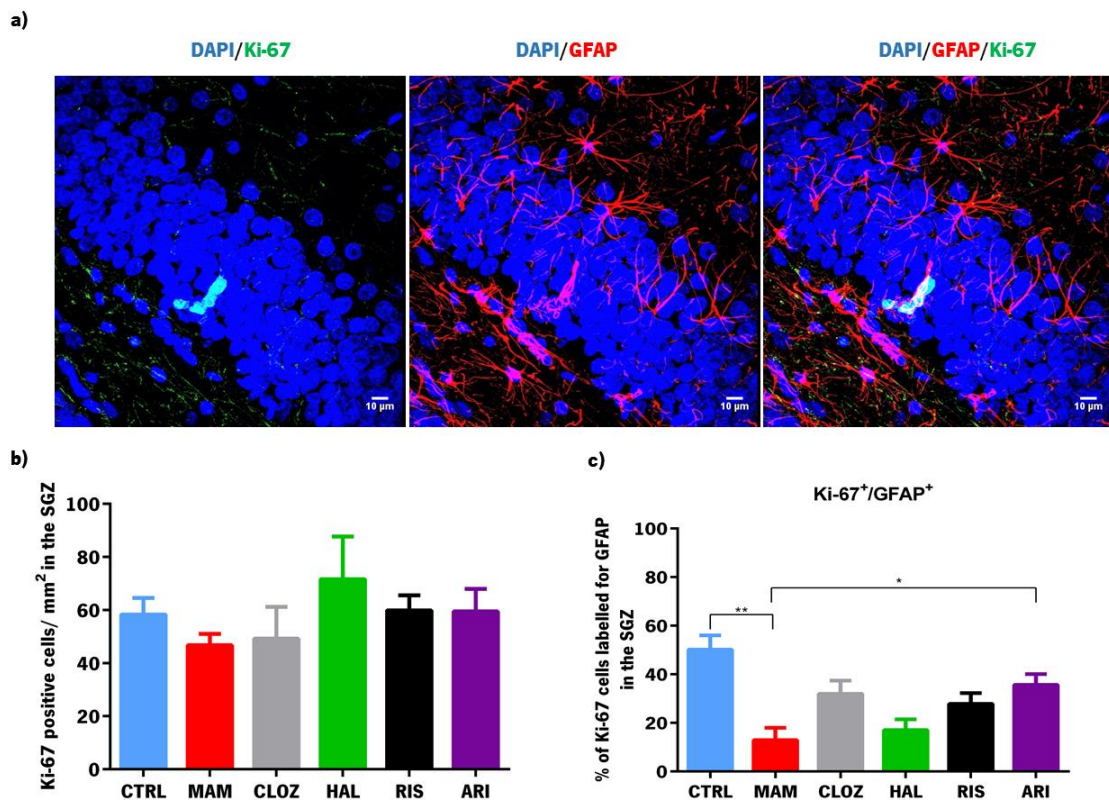 a)
DAPI/Ki-67
DAPI/GFAP
DAPI/GFAP/Ki-67
10 µm
10 µm
10 µm
b)
Ki-67 positive cells/ mm² in the SGZ
100
80
60
40
20
0
CTRL MAM CLOZ HAL RIS ARI
c)
Ki-67⁺/GFAP⁺
% of Ki-67 cells labelled for GFAP
in the SGZ
100
80
60
40
20
0
**
*
CTRL MAM CLOZ HAL RIS ARI